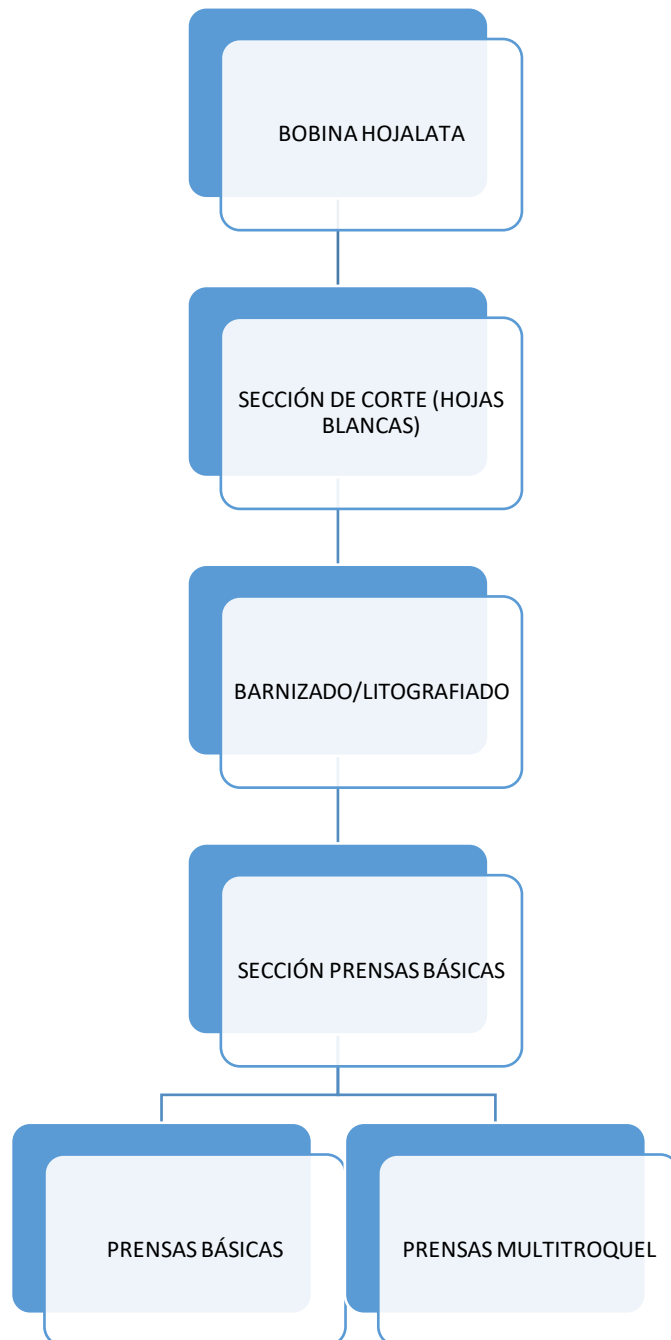 BOBINA HOJALATA
SECCIÓN DE CORTE (HOJAS
BLANCAS)
BARNIZADO/LITOGRAFIADO
SECCIÓN PRENSAS BÁSICAS
PRENSAS BÁSICAS
PRENSAS MULTITROQUEL